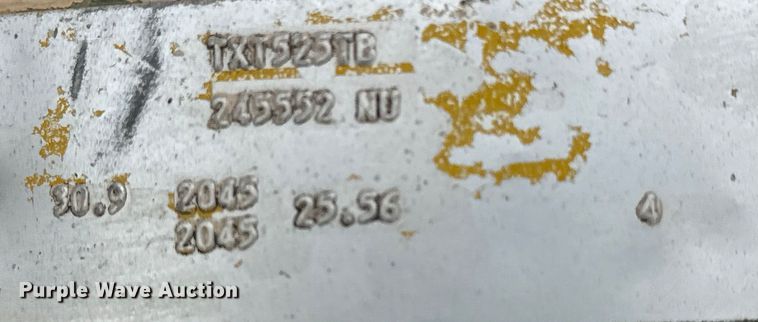 TXT525TB
245552 NU
30.9 2045 25.56 4
2045
Purple Wave Auction